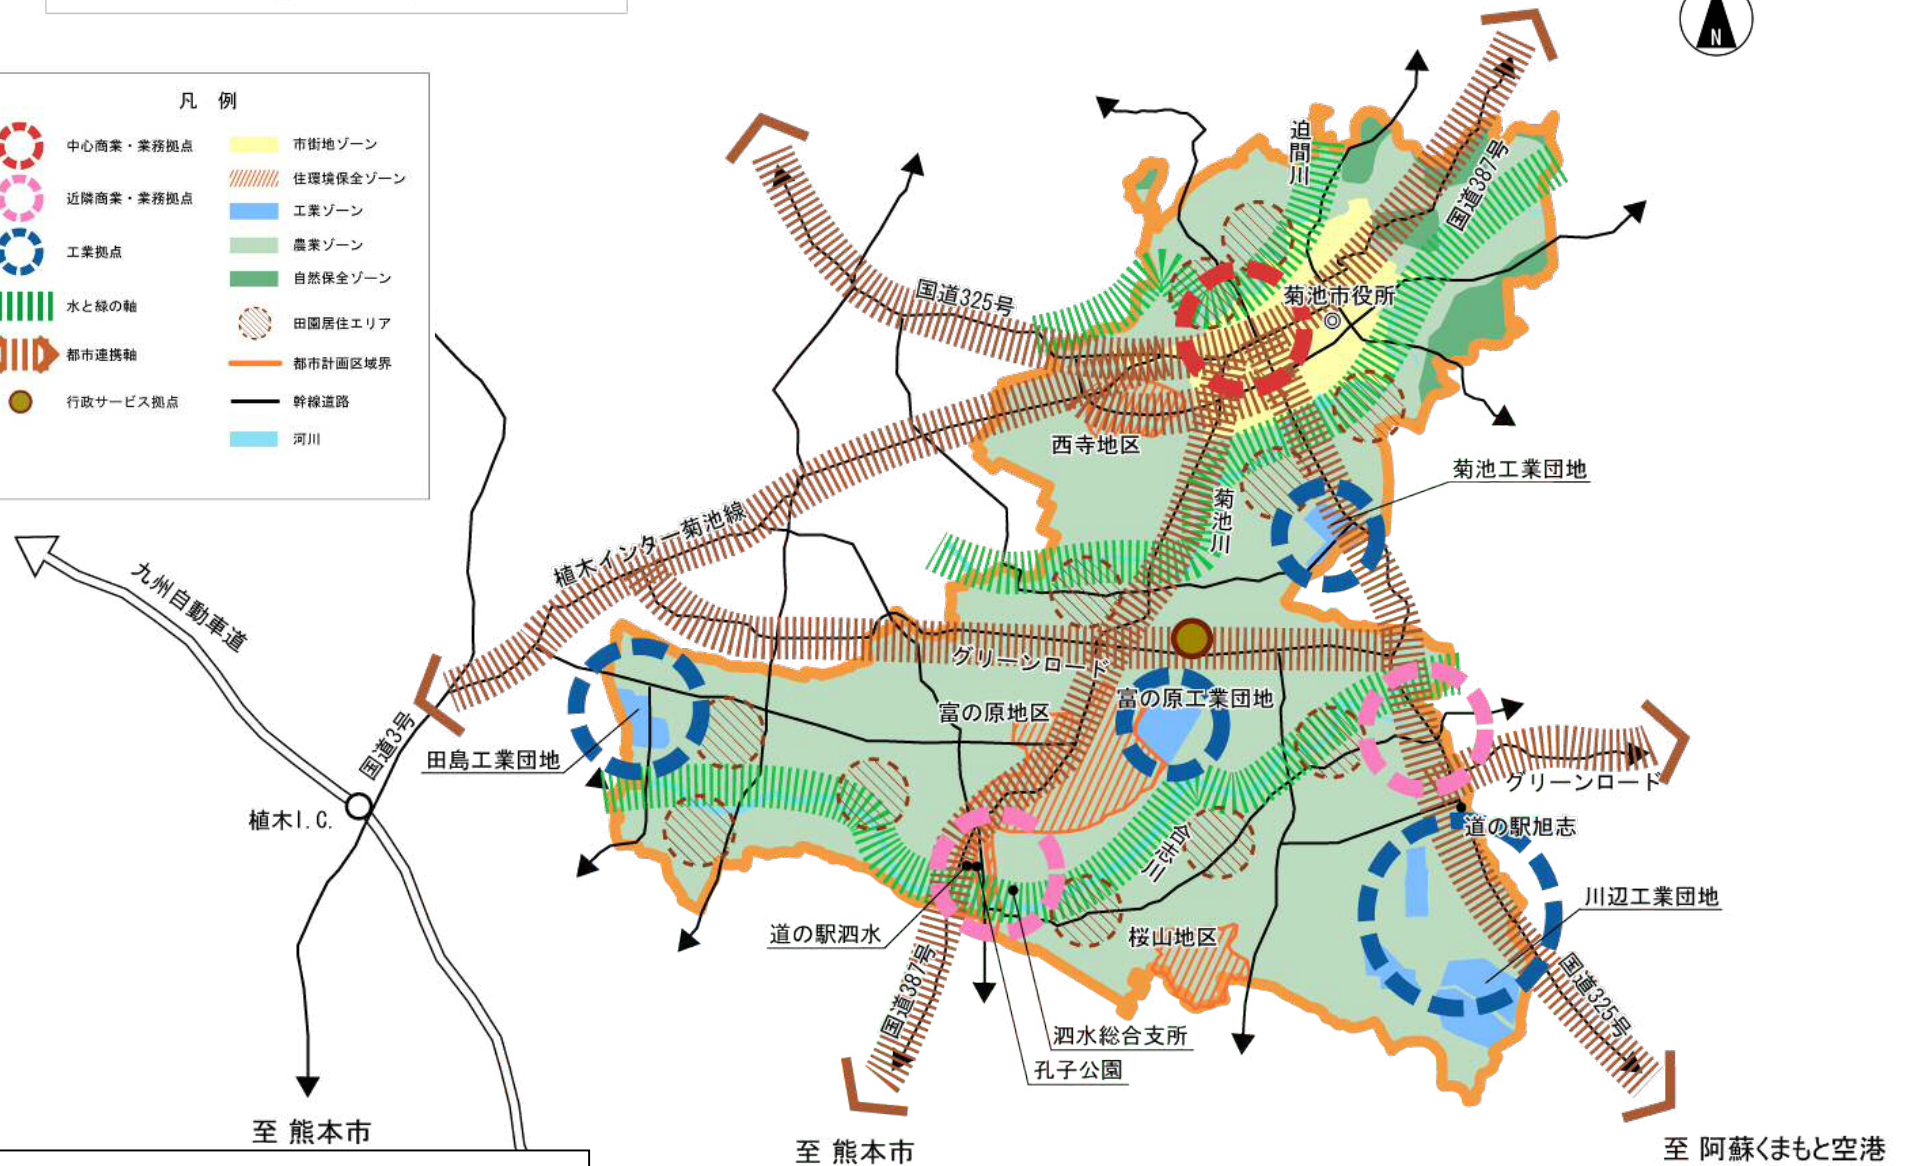 N
凡 例
中心商業・業務拠点
近隣商業・業務拠点
工業拠点
水と緑の軸
都市連携軸
行政サービス拠点
市街地ゾーン
住環境保全ゾーン
工業ゾーン
農業ゾーン
自然保全ゾーン
田園居住エリア
都市計画区域界
幹線道路
河川
迫間川
国道387号
国道325号
菊池市役所
西寺地区
菊池工業団地
菊池川
植木インター菊池線
九州自動車道
グリーンロード
富の原地区
富の原工業団地
国道3号
田島工業団地
グリーンロード
植木I.C.
道の駅旭志
合志川
川辺工業団地
道の駅泗水
桜山地区
国道387号
国道325号
泗水総合支所
孔子公園
至 熊本市
至 熊本市
至 阿蘇くまもと空港